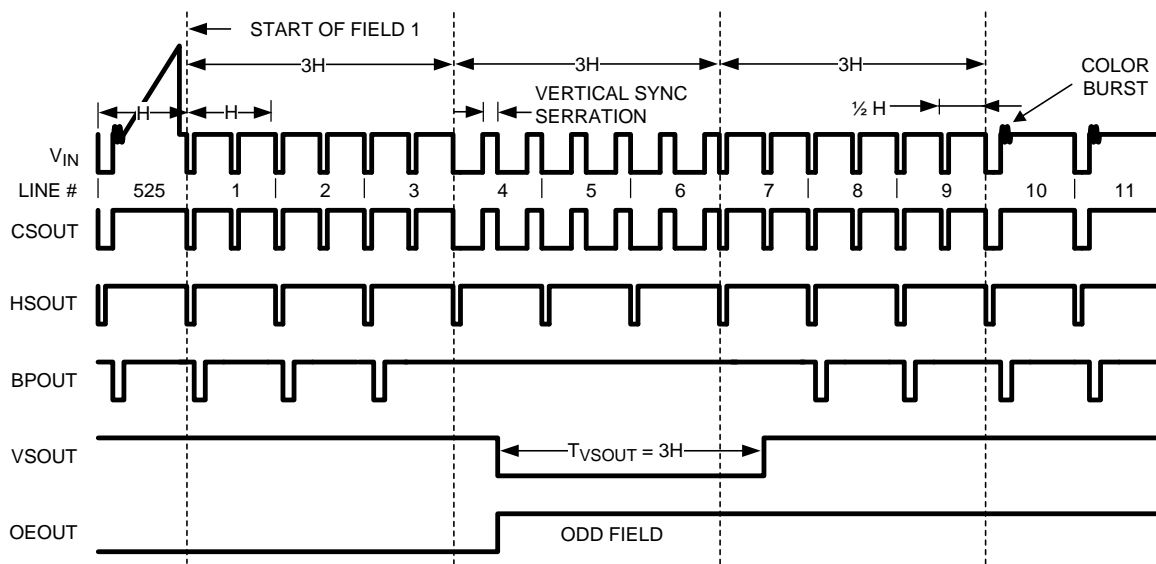 START OF FIELD 1
3H 3H 3H
COLOR
BURST
H H
VERTICAL SYNC
SERRATION
½ H
VIN
LINE # 525 1 2 3 4 5 6 7 8 9 10 11
CSOUT
HSOUT
BPOUT
VSOUT
TVSOUT = 3H
OEOUT
ODD FIELD